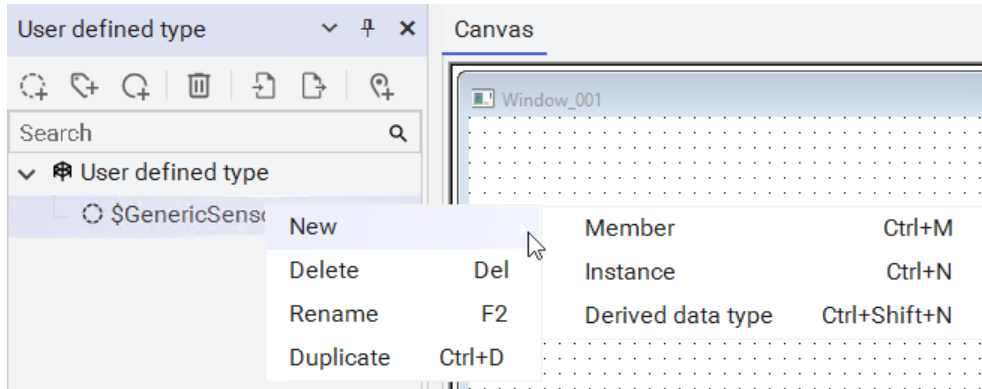 User defined type
Canvas
Window_001
Search
User defined type
New
Member Ctrl+M
Delete Del
Instance Ctrl+N
Rename F2
Derived data type Ctrl+Shift+N
Duplicate Ctrl+D